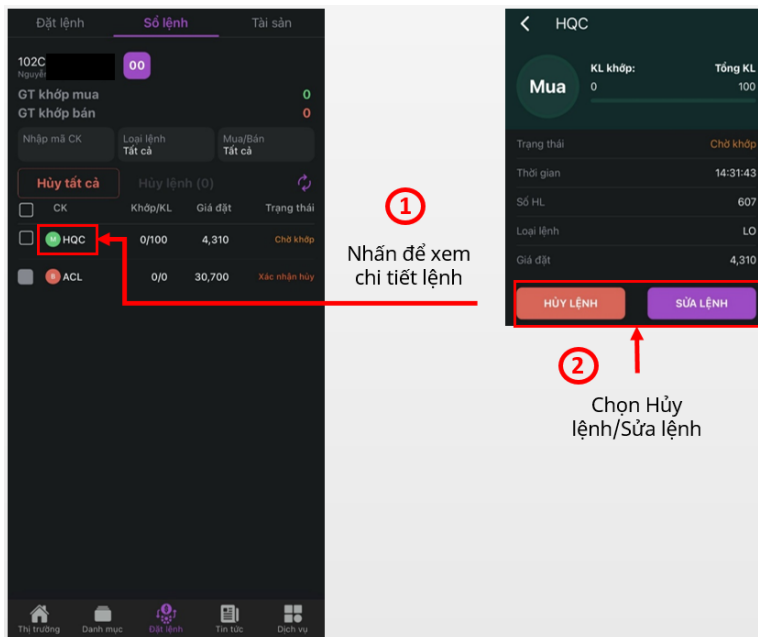 Đặt lệnh Sổ lệnh Tài sản
102C
00
GT khớp mua 0
GT khớp bán 0
Nhập mã CK Loại lệnh Mua/Bán
Tất cả Tất cả
Hủy tất cả Hủy lệnh (0)
CK Khớp/KL Giá đặt Trạng thái
M HQC 0/100 4,310 Chờ khớp
B ACL 0/0 30,700 Xác nhận hủy
Thị trường Danh mục Đặt lệnh Tin tức Dịch vụ
1
Nhấn để xem
chi tiết lệnh
HQC
Mua
KL khớp: Tổng KL
0 100
Trạng thái Chờ khớp
Thời gian 14:31:43
Số HL 607
Loại lệnh LO
Giá đặt 4,310
HỦY LỆNH SỬA LỆNH
2
Chọn Hủy
lệnh/Sửa lệnh